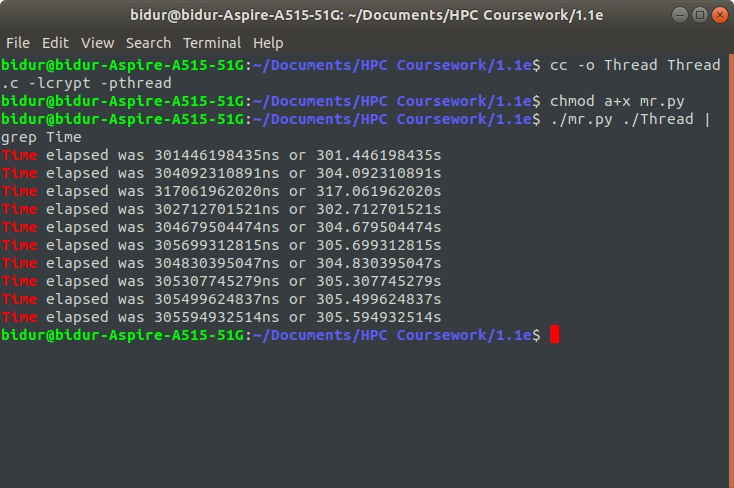 bidur@bidur-Aspire-A515-51G: ~/Documents/HPC Coursework/1.1e
File Edit View Search Terminal Help
bidur@bidur-Aspire-A515-51G:~/Documents/HPC Coursework/1.1e$ cc -o Thread Thread
.c -lcrypt -pthread
bidur@bidur-Aspire-A515-51G:~/Documents/HPC Coursework/1.1e$ chmod a+x mr.py
bidur@bidur-Aspire-A515-51G:~/Documents/HPC Coursework/1.1e$ ./mr.py ./Thread |
grep Time
Time elapsed was 301446198435ns or 301.446198435s
Time elapsed was 304092310891ns or 304.092310891s
Time elapsed was 317061962020ns or 317.061962020s
Time elapsed was 302712701521ns or 302.712701521s
Time elapsed was 304679504474ns or 304.679504474s
Time elapsed was 305699312815ns or 305.699312815s
Time elapsed was 304830395047ns or 304.830395047s
Time elapsed was 305307745279ns or 305.307745279s
Time elapsed was 305499624837ns or 305.499624837s
Time elapsed was 305594932514ns or 305.594932514s
bidur@bidur-Aspire-A515-51G:~/Documents/HPC Coursework/1.1e$